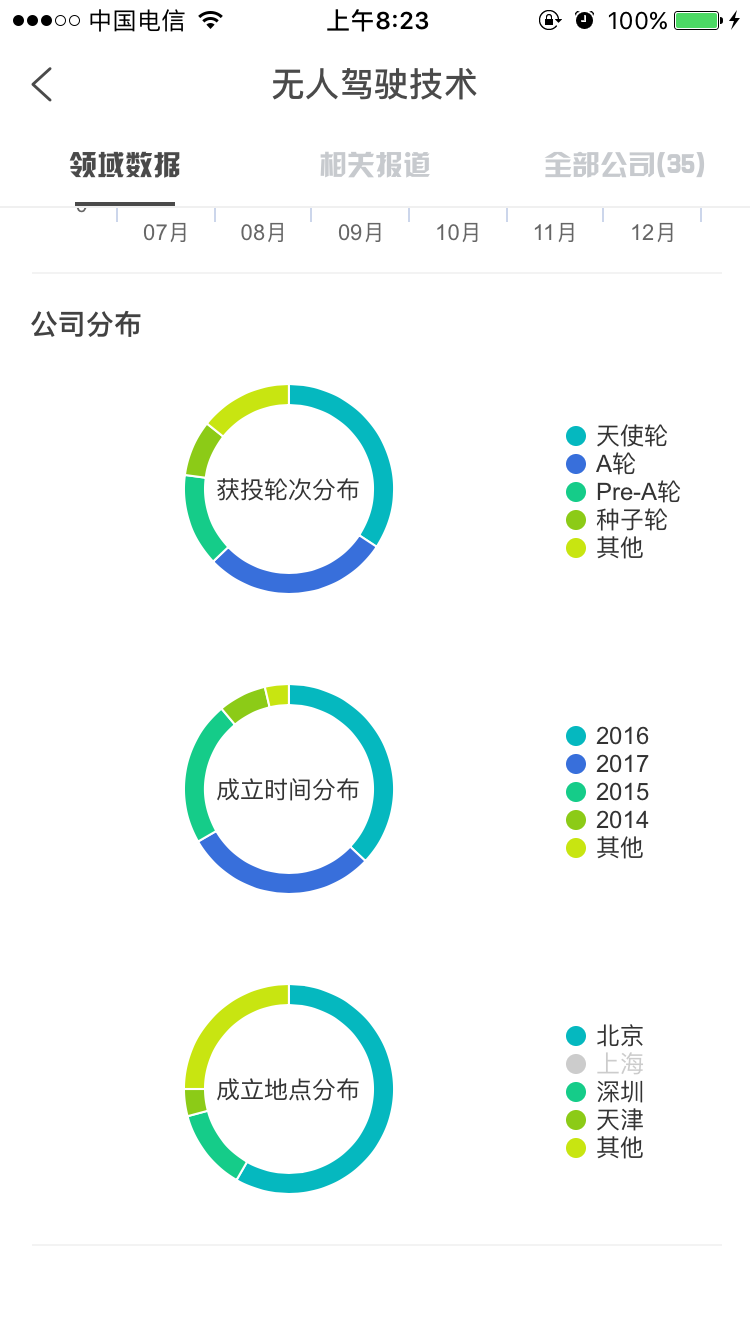 中国电信 上午8:23 100%
无人驾驶技术
领域数据 相关报道 全部公司(35)
07月 08月 09月 10月 11月 12月
公司分布
获投轮次分布
天使轮
A轮
Pre-A轮
种子轮
其他
成立时间分布
2016
2017
2015
2014
其他
成立地点分布
北京
上海
深圳
天津
其他